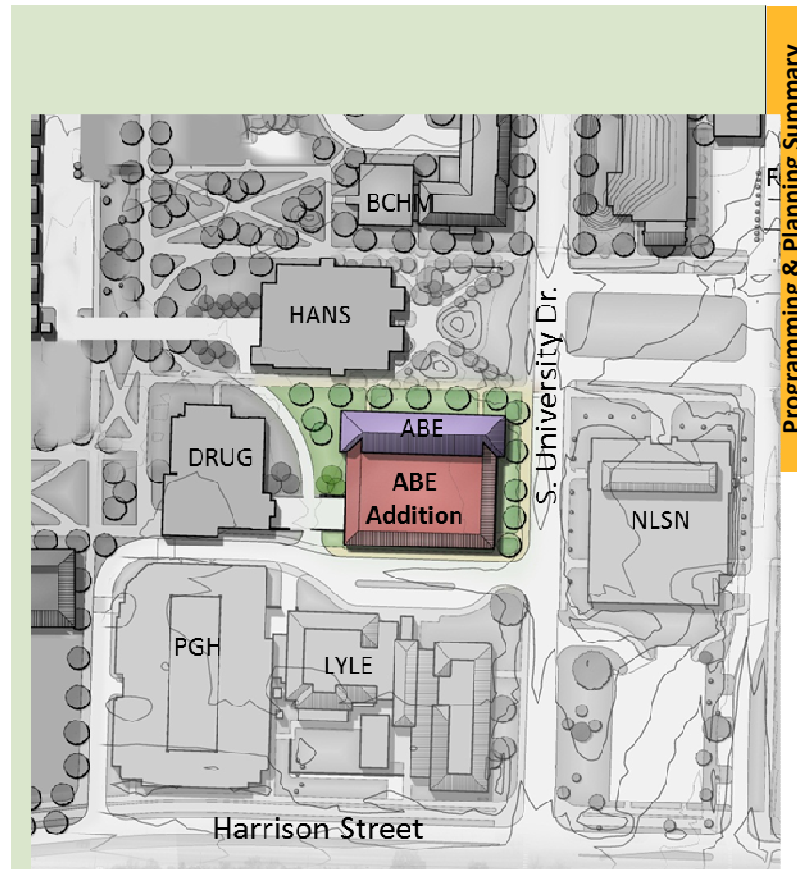 Programming & Planning Summary
BCHM
HANS
S. University Dr.
ABE
DRUG
ABE
Addition
NLSN
PGH
LYLE
Harrison Street